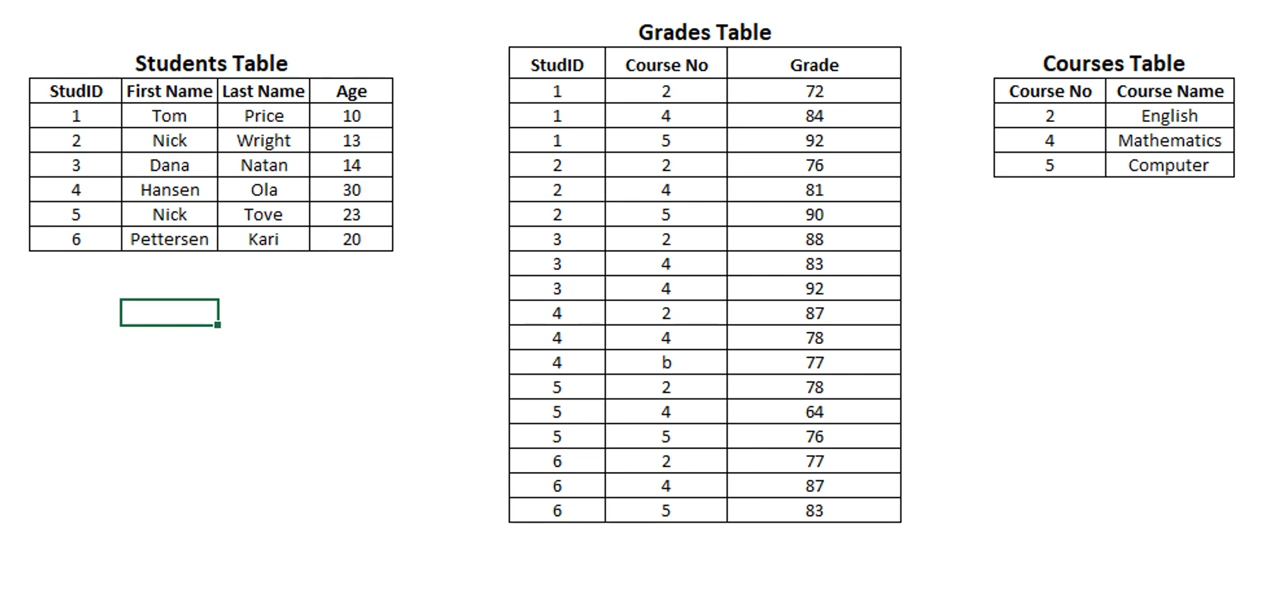 Students Table
StudID First Name Last Name Age
1 Tom Price 10
2 Nick Wright 13
3 Dana Natan 14
4 Hansen Ola 30
5 Nick Tove 23
6 Pettersen Kari 20
Grades Table
StudID Course No Grade
1 2 72
1 4 84
1 5 92
2 2 76
2 4 81
2 5 90
3 2 88
3 4 83
3 4 92
4 2 87
4 4 78
4 b 77
5 2 78
5 4 64
5 5 76
6 2 77
6 4 87
6 5 83
Courses Table
Course No Course Name
2 English
4 Mathematics
5 Computer